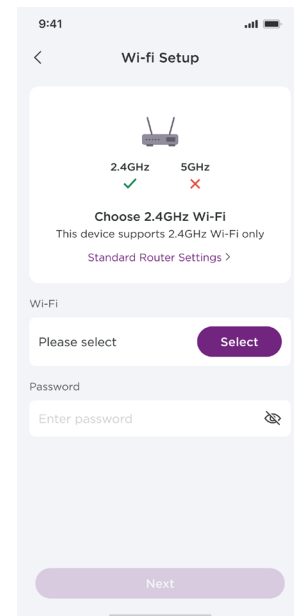 9:41
Wi-fi Setup
2.4GHz 5GHz
Choose 2.4GHz Wi-Fi
This device supports 2.4GHz Wi-Fi only
Standard Router Settings >
Wi-Fi
Please select Select
Password
Enter password
Next